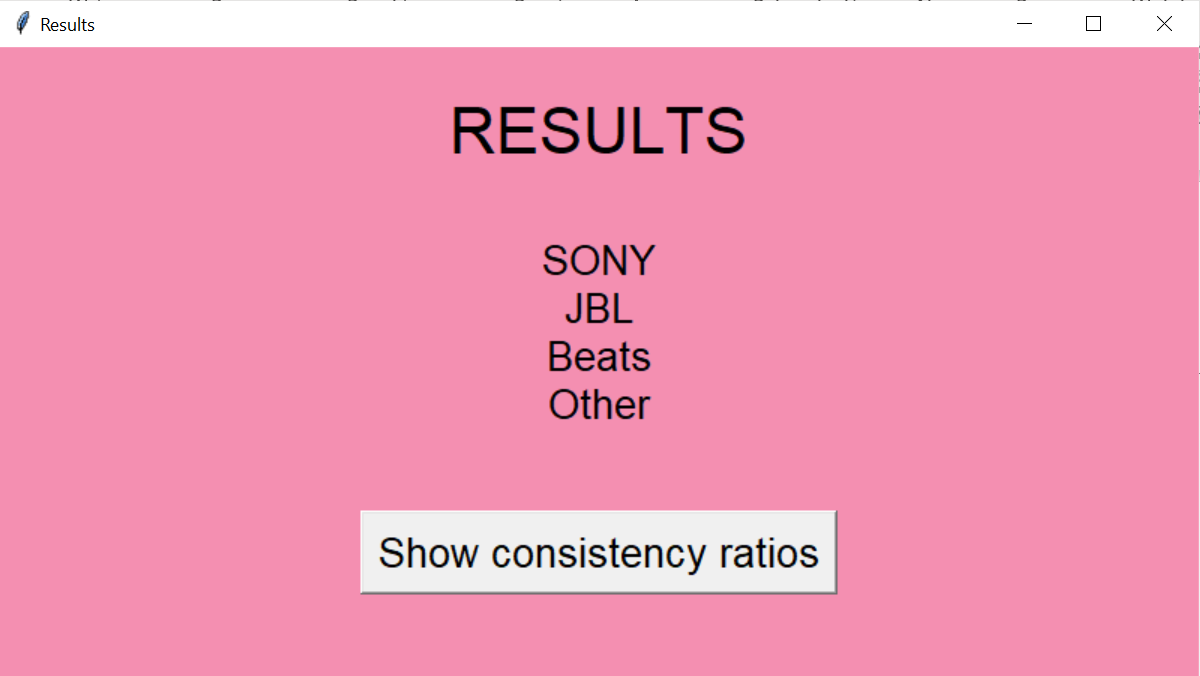 Results
RESULTS
SONY
JBL
Beats
Other
Show consistency ratios